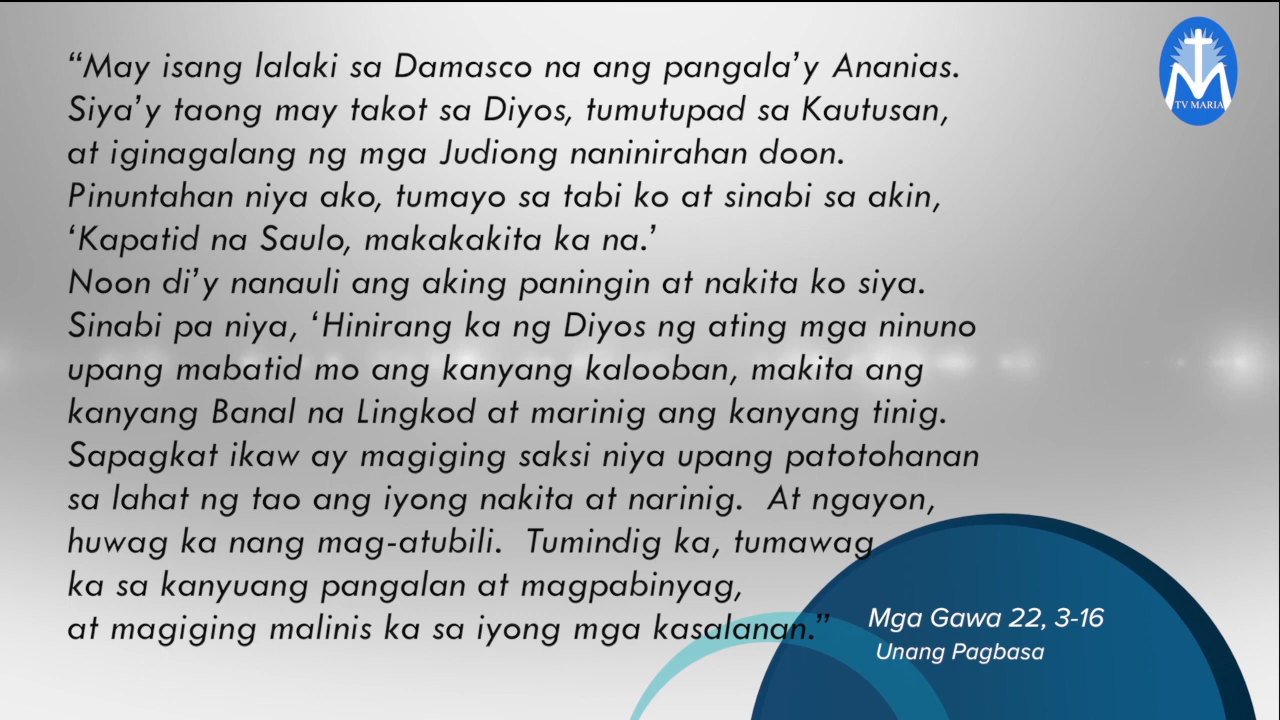 “May isang lalaki sa Damasco na ang pangala’y Ananias.
Siya’y taong may takot sa Diyos, tumutupad sa Kautusan,
at iginagalang ng mga Judiong naninirahan doon.
Pinuntahan niya ako, tumayo sa tabi ko at sinabi sa akin,
‘Kapatid na Saulo, makakakita ka na.’
Noon di’y nanauli ang aking paningin at nakita ko siya.
Sinabi pa niya, ‘Hinirang ka ng Diyos ng ating mga ninuno
upang mabatid mo ang kanyang kalooban, makita ang
kanyang Banal na Lingkod at marinig ang kanyang tinig.
Sapagkat ikaw ay magiging saksi niya upang patotohanan
sa lahat ng tao ang iyong nakita at narinig.  At ngayon,
huwag ka nang mag-atubili.  Tumindig ka, tumawag
ka sa kanyuang pangalan at magpabinyag,
at magiging malinis ka sa iyong mga kasalanan.”
Mga Gawa 22, 3-16
Unang Pagbasa
TV MARIA